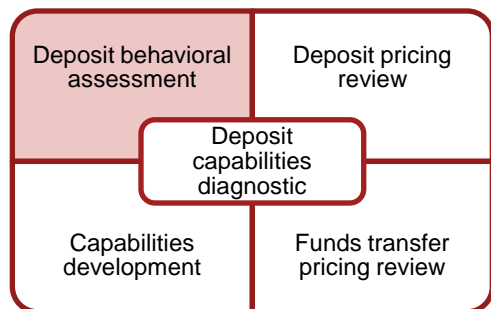 Deposit behavioral
assessment
Deposit pricing
review
Deposit
capabilities
diagnostic
Capabilities
development
Funds transfer
pricing review